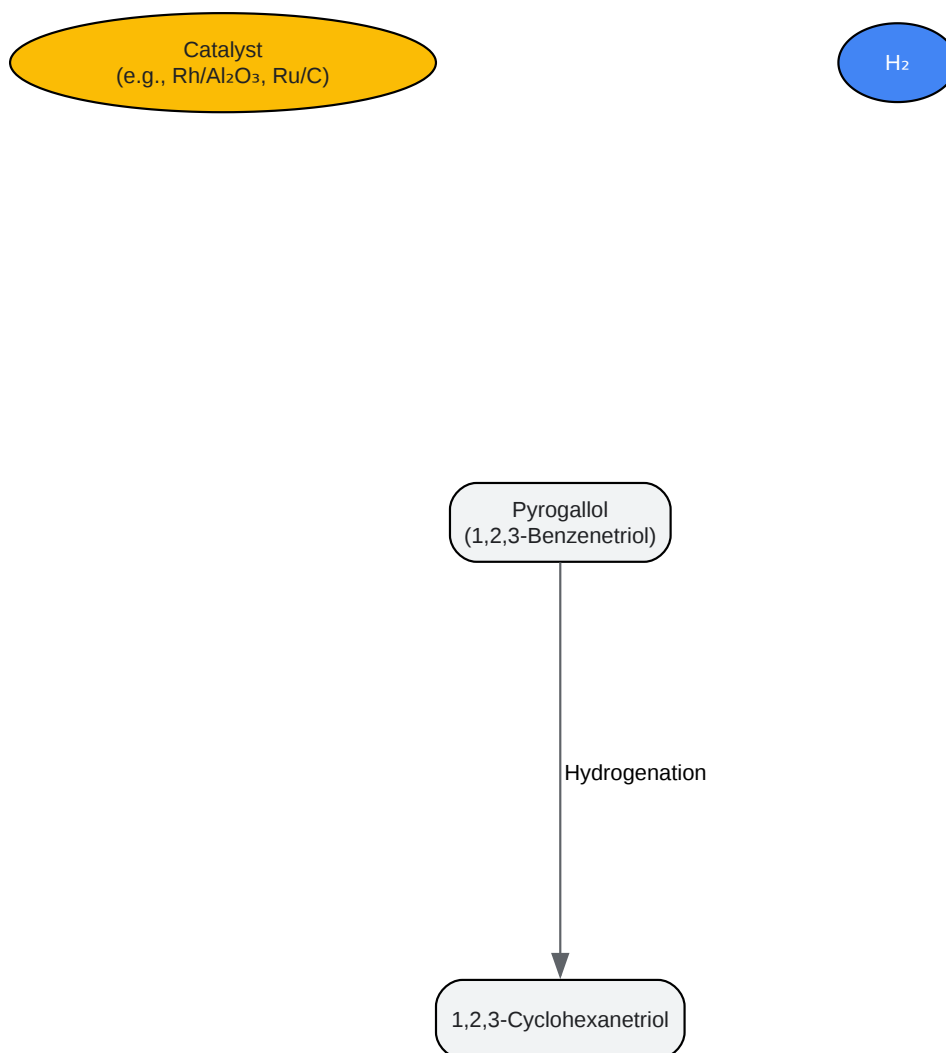 Catalyst
(e.g., Rh/Al₂O₃, Ru/C)
H₂
Pyrogallol
(1,2,3-Benzenetriol)
Hydrogenation
1,2,3-Cyclohexanetriol